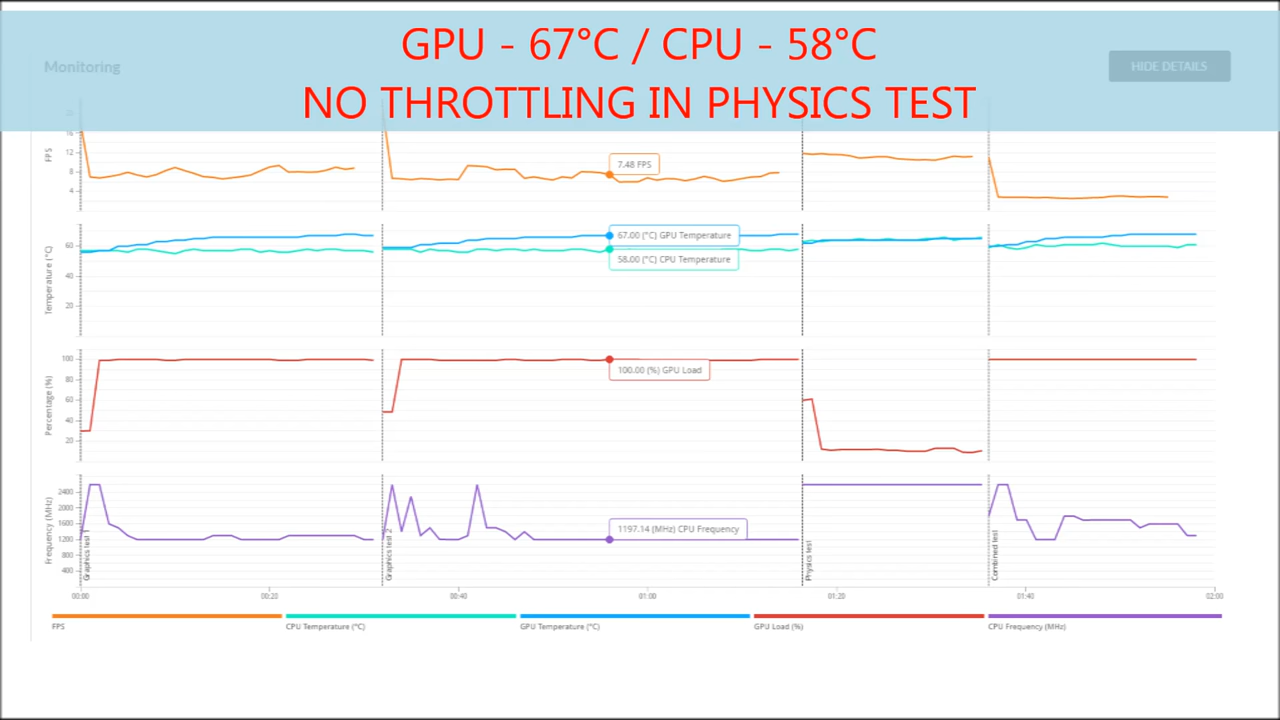 GPU - 67°C / CPU - 58°C
NO THROTTLING IN PHYSICS TEST
Monitoring
HIDE DETAILS
FPS
20
16
12
8
4
7.48 FPS
Temperature (°C)
60
40
20
67.00 (°C) GPU Temperature
58.00 (°C) CPU Temperature
Percentage (%)
100
80
60
40
20
100.00 (%) GPU Load
Frequency (MHz)
2400
2000
1600
1200
800
400
1197.14 (MHz) CPU Frequency
Graphics test 1
Graphics test 2
Physics test
Combined test
00:00
00:20
00:40
01:00
01:20
01:40
02:00
FPS
CPU Temperature (°C)
GPU Temperature (°C)
GPU Load (%)
CPU Frequency (MHz)